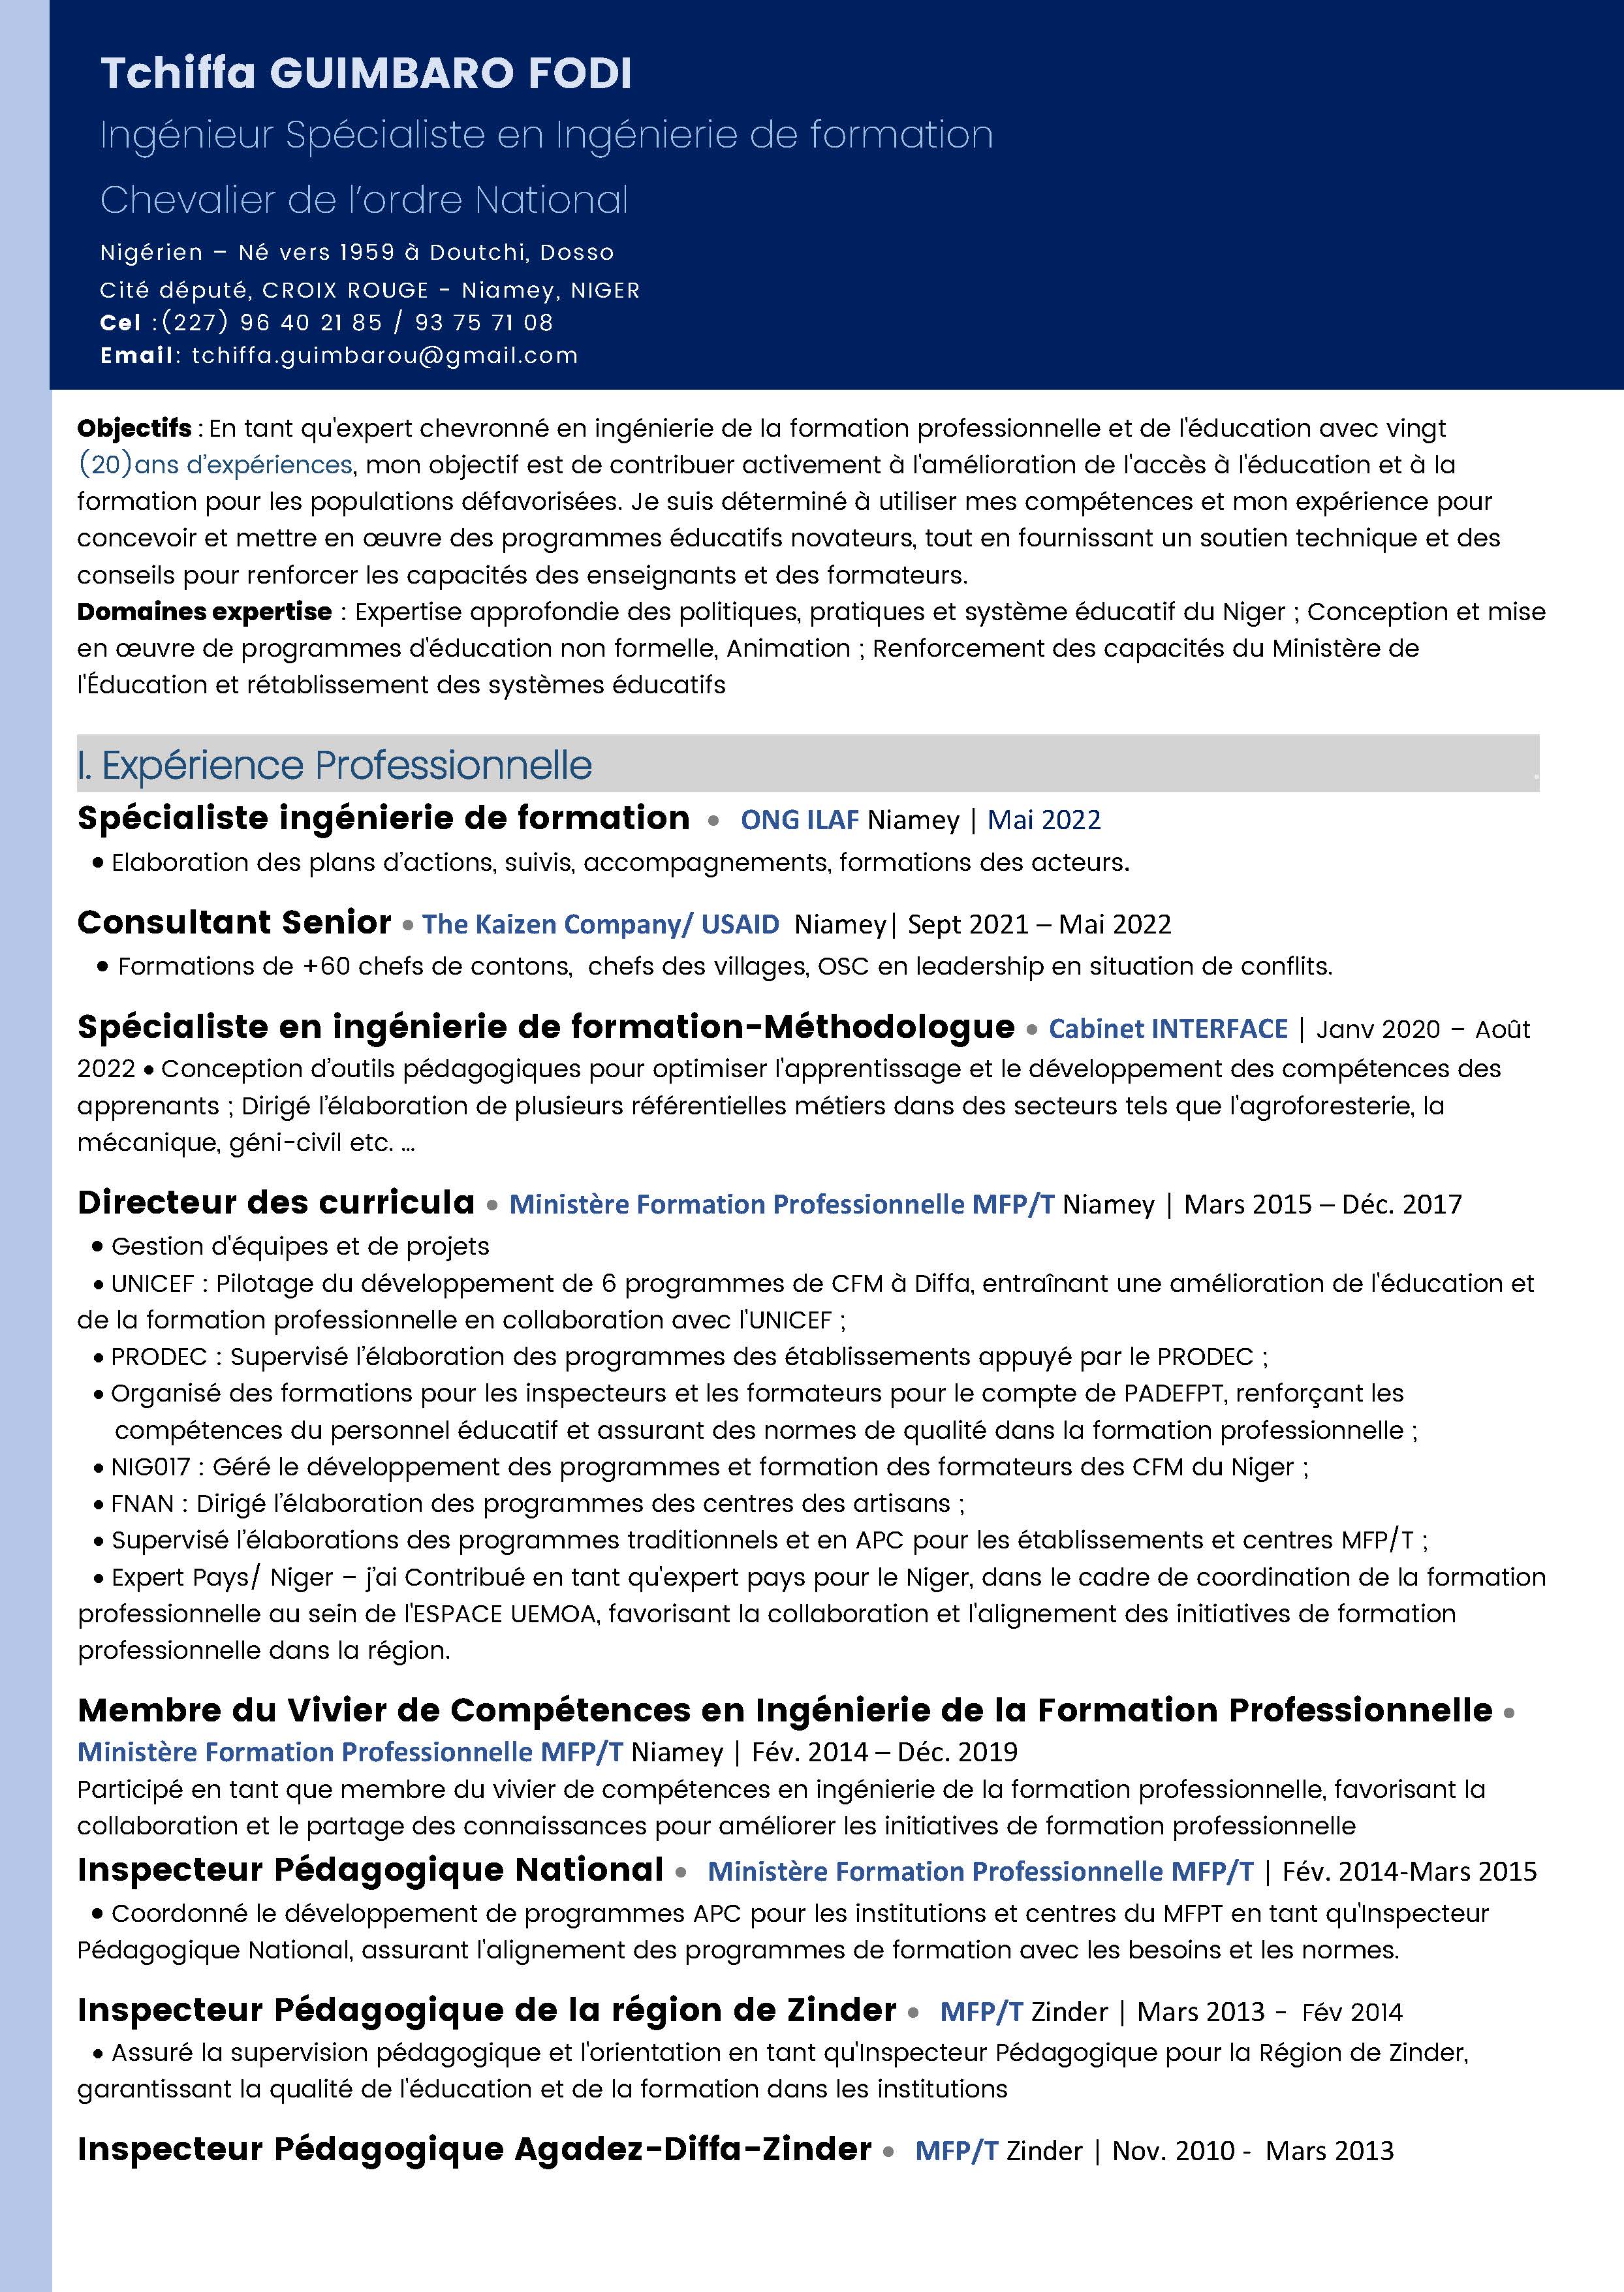 Tchiffa GUIMBARO FODI
Ingénieur Spécialiste en Ingénierie de formation
Chevalier de l'ordre National
Nigérien – Né vers 1959 à Doutchi, Dosso
Cité député, CROIX ROUGE - Niamey, NIGER
Cel :(227) 96 40 21 85 / 93 75 71 08
Email: tchiffa.guimbarou@gmail.com
Objectifs : En tant qu'expert chevronné en ingénierie de la formation professionnelle et de l'éducation avec vingt
(20)ans d'expériences, mon objectif est de contribuer activement à l'amélioration de l'accès à l'éducation et à la
formation pour les populations défavorisées. Je suis déterminé à utiliser mes compétences et mon expérience pour
concevoir et mettre en œuvre des programmes éducatifs novateurs, tout en fournissant un soutien technique et des
conseils pour renforcer les capacités des enseignants et des formateurs.
Domaines expertise : Expertise approfondie des politiques, pratiques et système éducatif du Niger ; Conception et mise
en œuvre de programmes d'éducation non formelle, Animation ; Renforcement des capacités du Ministère de
l'Éducation et rétablissement des systèmes éducatifs
I. Expérience Professionnelle .
Spécialiste ingénierie de formation • ONG ILAF Niamey | Mai 2022
• Elaboration des plans d'actions, suivis, accompagnements, formations des acteurs.
Consultant Senior • The Kaizen Company/ USAID Niamey| Sept 2021 – Mai 2022
• Formations de +60 chefs de contons, chefs des villages, OSC en leadership en situation de conflits.
Spécialiste en ingénierie de formation-Méthodologue • Cabinet INTERFACE | Janv 2020 – Août
2022 • Conception d'outils pédagogiques pour optimiser l'apprentissage et le développement des compétences des
apprenants ; Dirigé l'élaboration de plusieurs référentielles métiers dans des secteurs tels que l'agroforesterie, la
mécanique, géni-civil etc. ...
Directeur des curricula • Ministère Formation Professionnelle MFP/T Niamey | Mars 2015 – Déc. 2017
• Gestion d'équipes et de projets
• UNICEF : Pilotage du développement de 6 programmes de CFM à Diffa, entraînant une amélioration de l'éducation et
de la formation professionnelle en collaboration avec l'UNICEF ;
• PRODEC : Supervisé l'élaboration des programmes des établissements appuyé par le PRODEC ;
• Organisé des formations pour les inspecteurs et les formateurs pour le compte de PADEFPT, renforçant les
compétences du personnel éducatif et assurant des normes de qualité dans la formation professionnelle ;
• NIG017 : Géré le développement des programmes et formation des formateurs des CFM du Niger ;
• FNAN : Dirigé l'élaboration des programmes des centres des artisans ;
• Supervisé l'élaborations des programmes traditionnels et en APC pour les établissements et centres MFP/T ;
• Expert Pays/ Niger – j'ai Contribué en tant qu'expert pays pour le Niger, dans le cadre de coordination de la formation
professionnelle au sein de l'ESPACE UEMOA, favorisant la collaboration et l'alignement des initiatives de formation
professionnelle dans la région.
Membre du Vivier de Compétences en Ingénierie de la Formation Professionnelle •
Ministère Formation Professionnelle MFP/T Niamey | Fév. 2014 – Déc. 2019
Participé en tant que membre du vivier de compétences en ingénierie de la formation professionnelle, favorisant la
collaboration et le partage des connaissances pour améliorer les initiatives de formation professionnelle
Inspecteur Pédagogique National • Ministère Formation Professionnelle MFP/T | Fév. 2014-Mars 2015
• Coordonné le développement de programmes APC pour les institutions et centres du MFPT en tant qu'Inspecteur
Pédagogique National, assurant l'alignement des programmes de formation avec les besoins et les normes.
Inspecteur Pédagogique de la région de Zinder • MFP/T Zinder | Mars 2013 - Fév 2014
• Assuré la supervision pédagogique et l'orientation en tant qu'Inspecteur Pédagogique pour la Région de Zinder,
garantissant la qualité de l'éducation et de la formation dans les institutions
Inspecteur Pédagogique Agadez-Diffa-Zinder • MFP/T Zinder | Nov. 2010 - Mars 2013